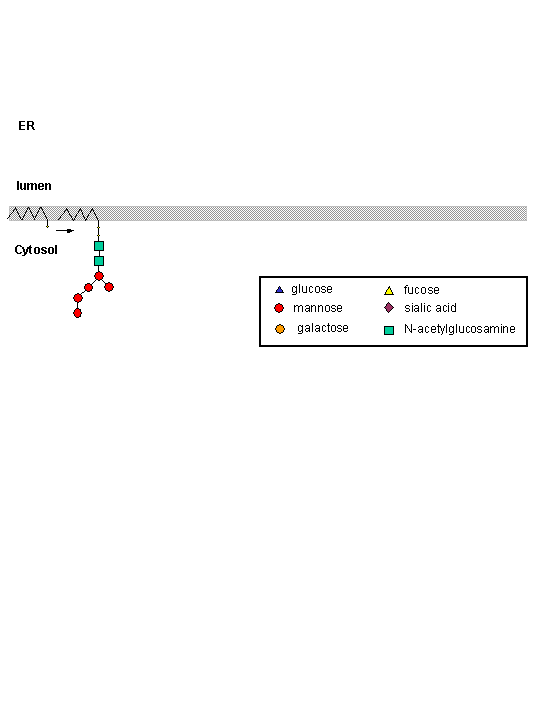 ER
lumen
Cytosol
glucose
fucose
mannose
sialic acid
galactose
N-acetylglucosamine